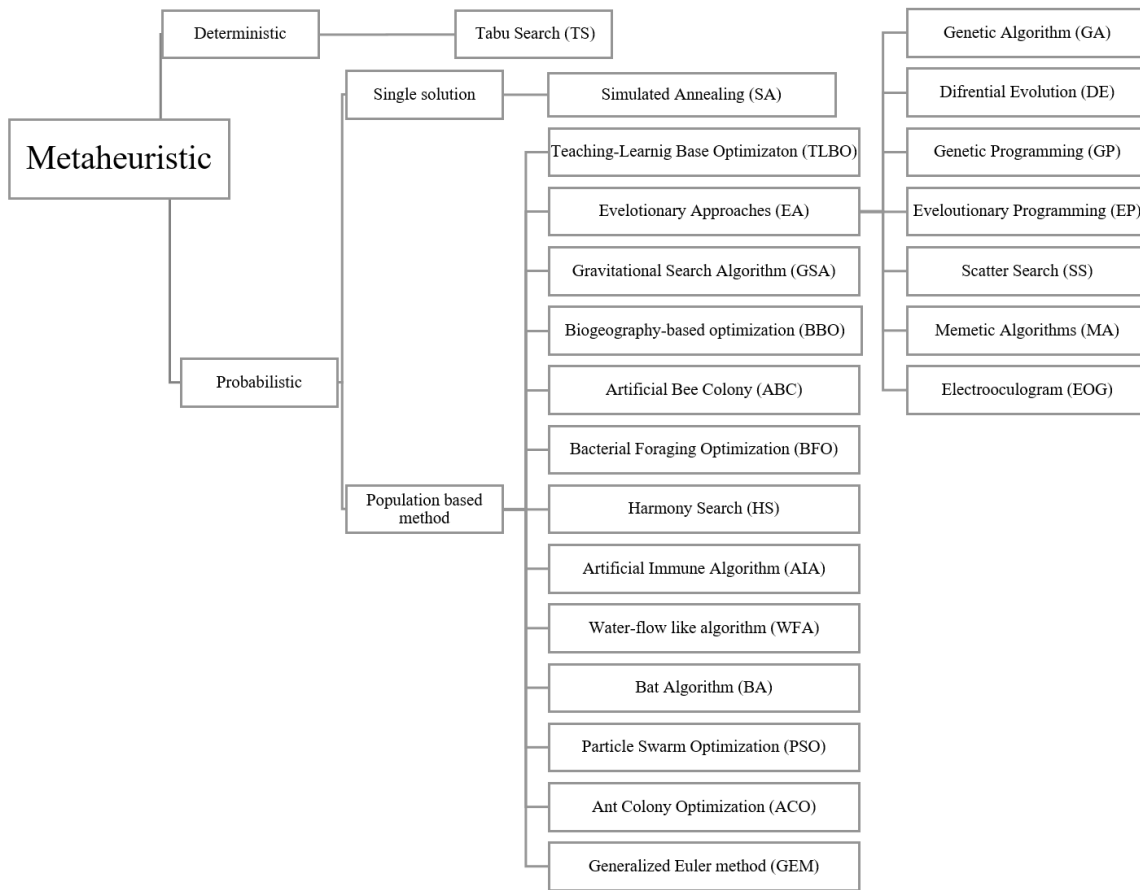 Metaheuristic
Deterministic
Tabu Search (TS)
Probabilistic
Single solution
Simulated Annealing (SA)
Population based
method
Teaching-Learnig Base Optimizaton (TLBO)
Evelotionary Approaches (EA)
Gravitational Search Algorithm (GSA)
Biogeography-based optimization (BBO)
Artificial Bee Colony (ABC)
Bacterial Foraging Optimization (BFO)
Harmony Search (HS)
Artificial Immune Algorithm (AIA)
Water-flow like algorithm (WFA)
Bat Algorithm (BA)
Particle Swarm Optimization (PSO)
Ant Colony Optimization (ACO)
Generalized Euler method (GEM)
Genetic Algorithm (GA)
Difrential Evolution (DE)
Genetic Programming (GP)
Eveloutionary Programming (EP)
Scatter Search (SS)
Memetic Algorithms (MA)
Electrooculogram (EOG)